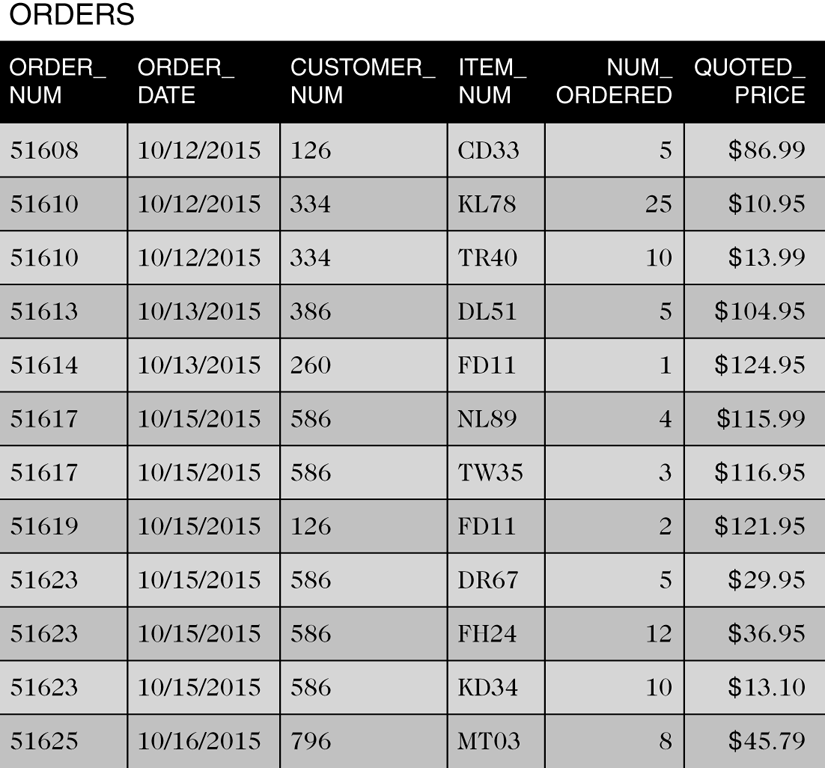 ORDERS
ORDER_ ORDER_ CUSTOMER_ ITEM_ NUM_ QUOTED_
NUM DATE NUM NUM ORDERED PRICE
51608 10/12/2015 126 CD33 5 $86.99
51610 10/12/2015 334 KL78 25 $10.95
51610 10/12/2015 334 TR40 10 $13.99
51613 10/13/2015 386 DL51 5 $104.95
51614 10/13/2015 260 FD11 1 $124.95
51617 10/15/2015 586 NL89 4 $115.99
51617 10/15/2015 586 TW35 3 $116.95
51619 10/15/2015 126 FD11 2 $121.95
51623 10/15/2015 586 DR67 5 $29.95
51623 10/15/2015 586 FH24 12 $36.95
51623 10/15/2015 586 KD34 10 $13.10
51625 10/16/2015 796 MT03 8 $45.79